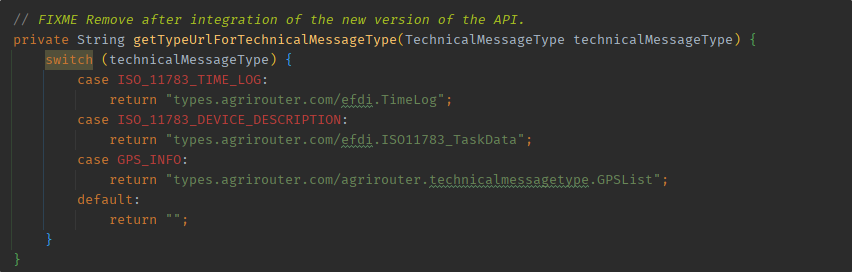 // FIXME Remove after integration of the new version of the API.
private String getTypeUrlForTechnicalMessageType(TechnicalMessageType technicalMessageType) {
switch (technicalMessageType) {
case ISO_11783_TIME_LOG:
return "types.agrirouter.com/efdi.TimeLog";
case ISO_11783_DEVICE_DESCRIPTION:
return "types.agrirouter.com/efdi.ISO11783_TaskData";
case GPS_INFO:
return "types.agrirouter.com/agrirouter.technicalmessagetype.GPSList";
default:
return "";
}
}